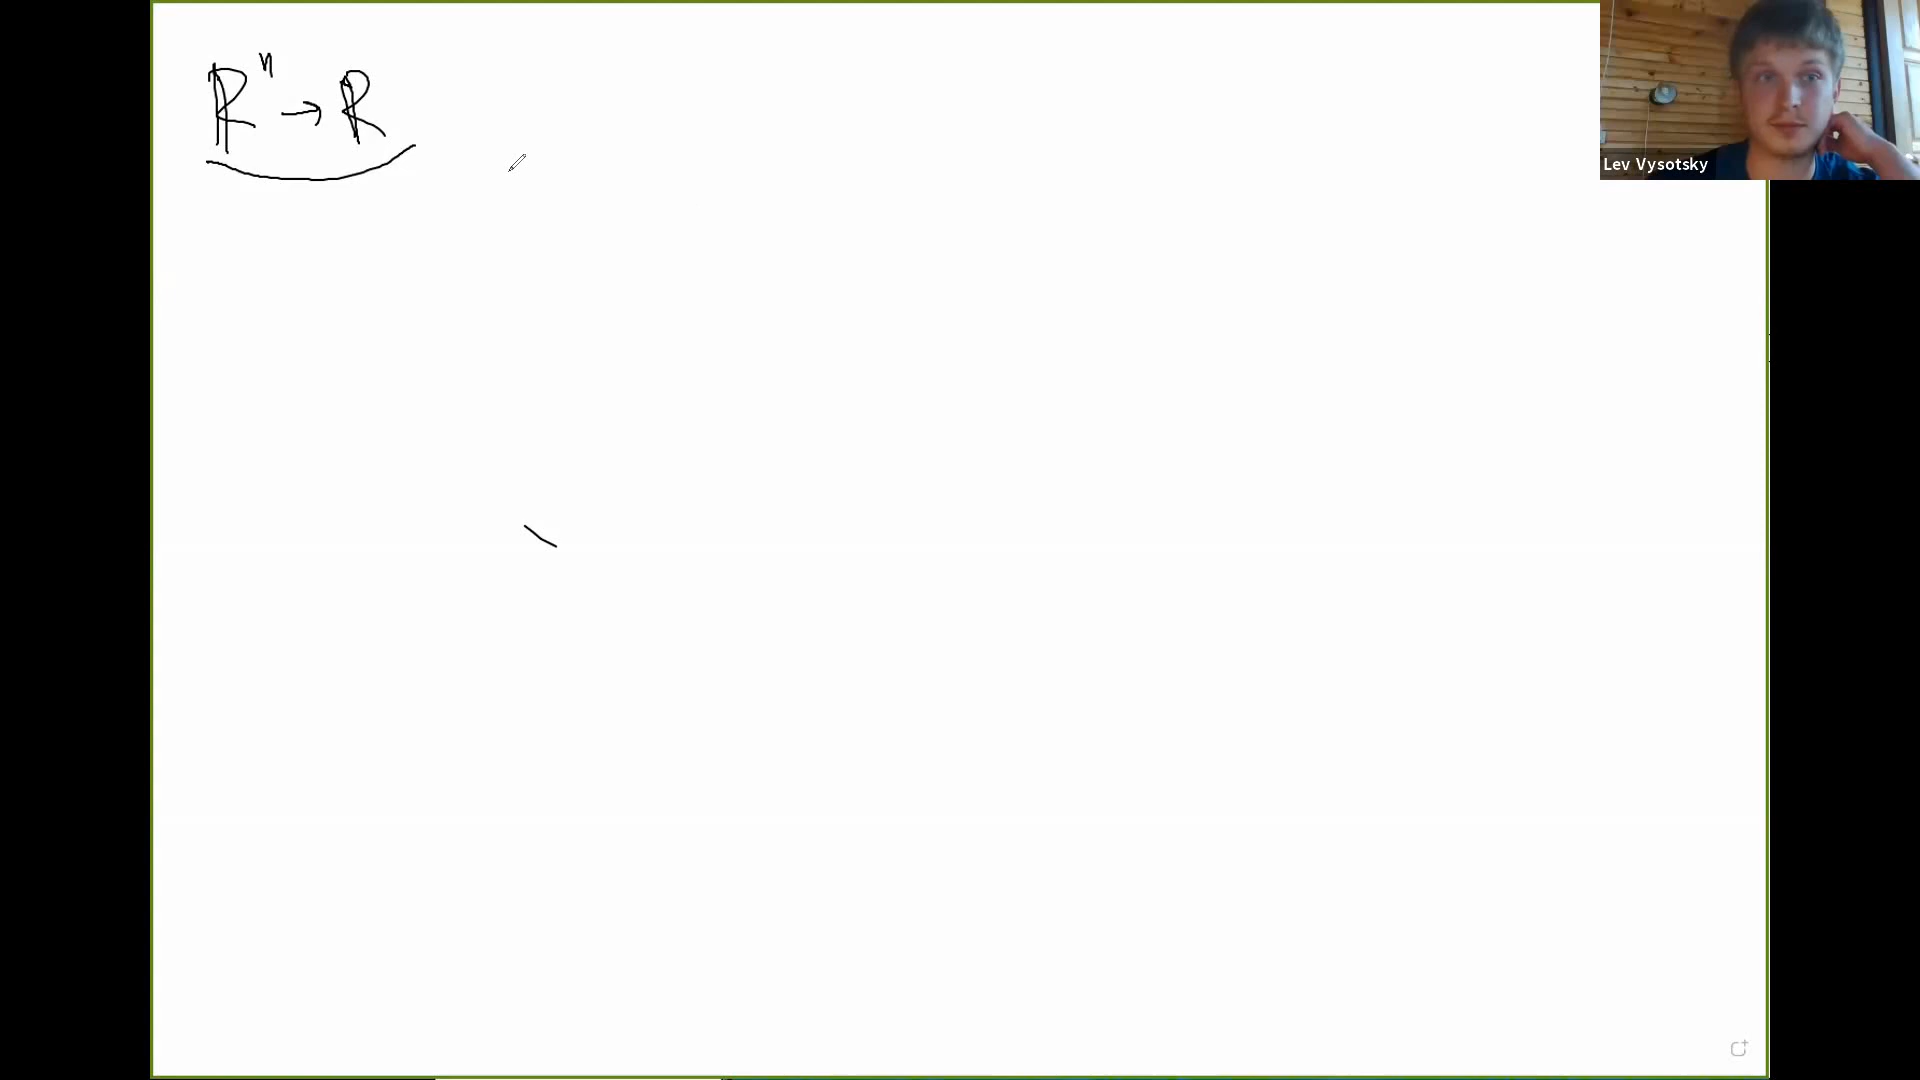 ℝⁿ → ℝ
Lev Vysotsky